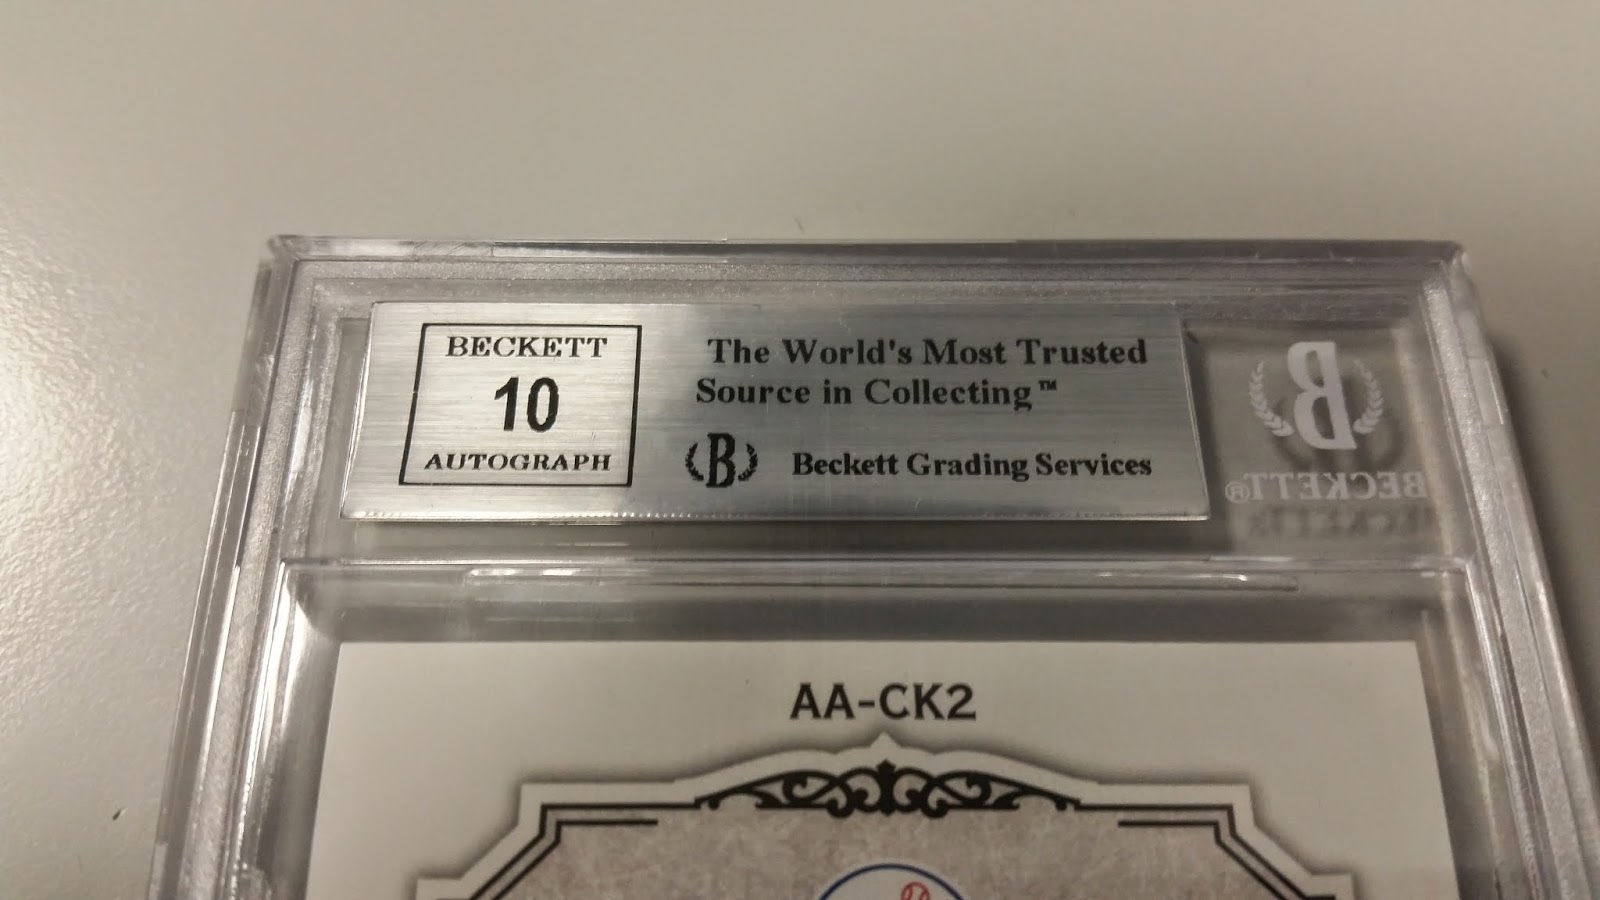 BECKETT
10
AUTOGRAPH
The World's Most Trusted
Source in Collecting™
B Beckett Grading Services
B
BECKETT®
AA-CK2